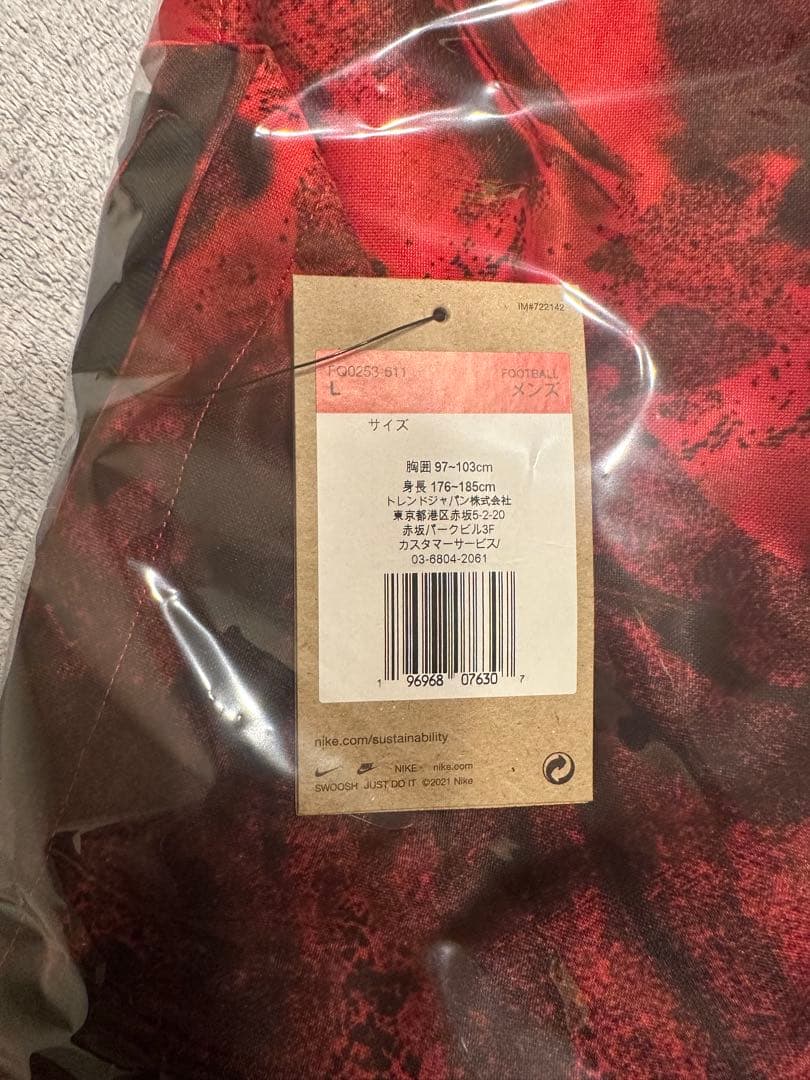 IM#722142
FQ0253-611
FOOTBALL
L
メンズ
サイズ
胸囲 97~103cm
身長 176~185cm
トレンドジャパン株式会社
東京都港区赤坂5-2-20
赤坂パークビル3F
カスタマーサービス/
03-6804-2061
1 96968 07630 7
nike.com/sustainability
NIKE nike.com
SWOOSH JUST DO IT ©2021 Nike